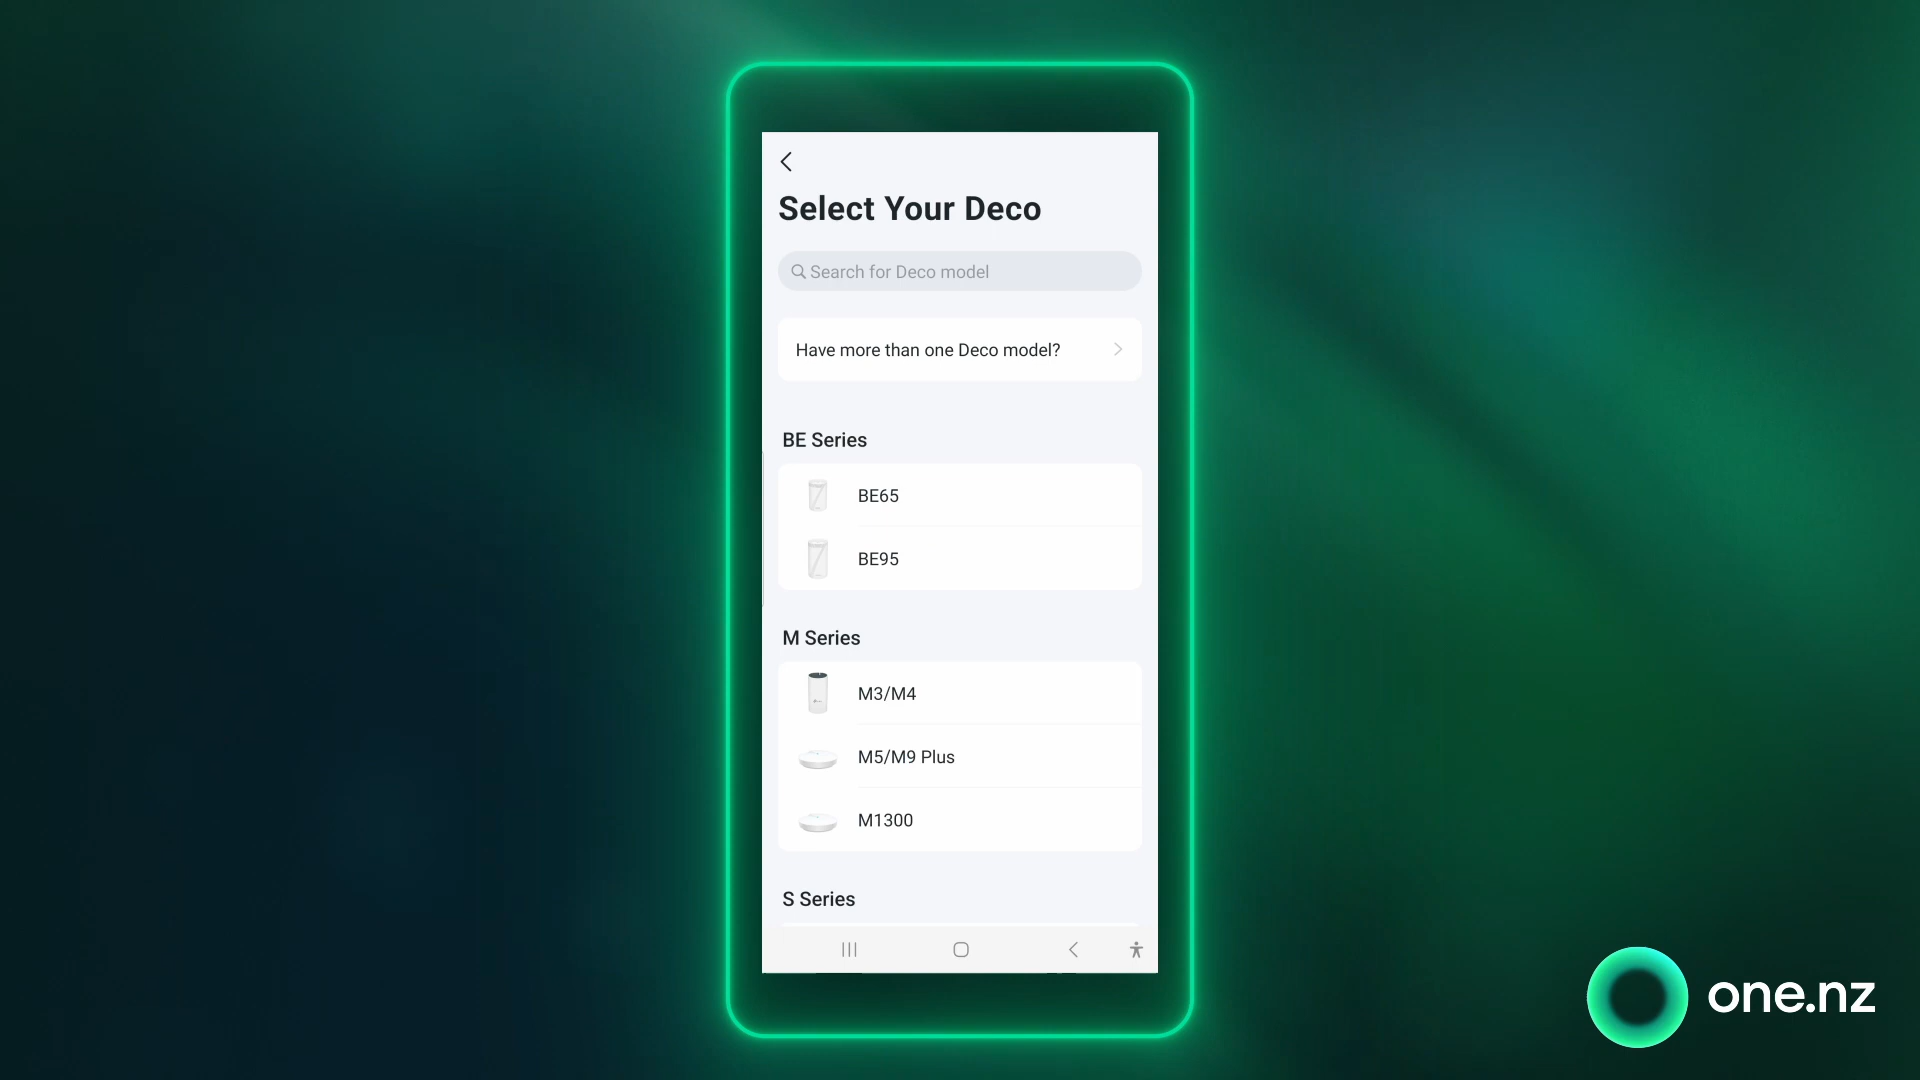 Select Your Deco
Search for Deco model
Have more than one Deco model?
BE Series
BE65
BE95
M Series
M3/M4
M5/M9 Plus
M1300
S Series
one.nz